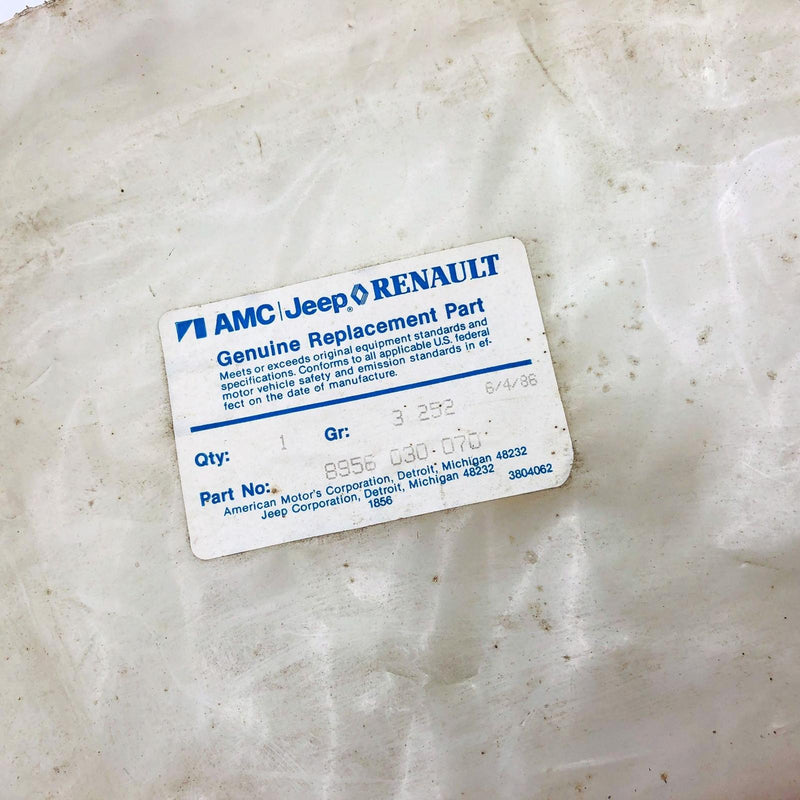 AMC | Jeep® RENAULT
Genuine Replacement Part
Meets or exceeds original equipment standards and
specifications. Conforms to all applicable U.S. federal
motor vehicle safety and emission standards in ef-
fect on the date of manufacture.
6/4/86
Qty: 1 Gr: 3 252
Part No: 8956 030 070
American Motor's Corporation, Detroit, Michigan 48232
Jeep Corporation, Detroit, Michigan 48232 3804062
1856